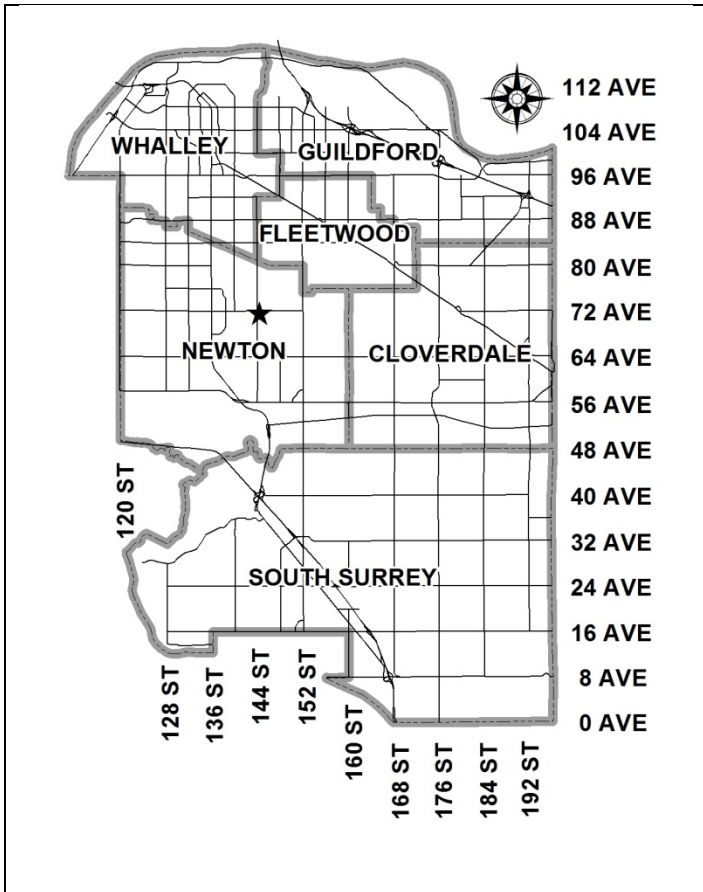 112 AVE
104 AVE
WHALLEY
GUILDFORD
96 AVE
88 AVE
FLEETWOOD
80 AVE
72 AVE
NEWTON
CLOVERDALE
64 AVE
56 AVE
48 AVE
120 ST
40 AVE
32 AVE
SOUTH SURREY
24 AVE
16 AVE
128 ST
136 ST
144 ST
152 ST
160 ST
8 AVE
0 AVE
168 ST
176 ST
184 ST
192 ST